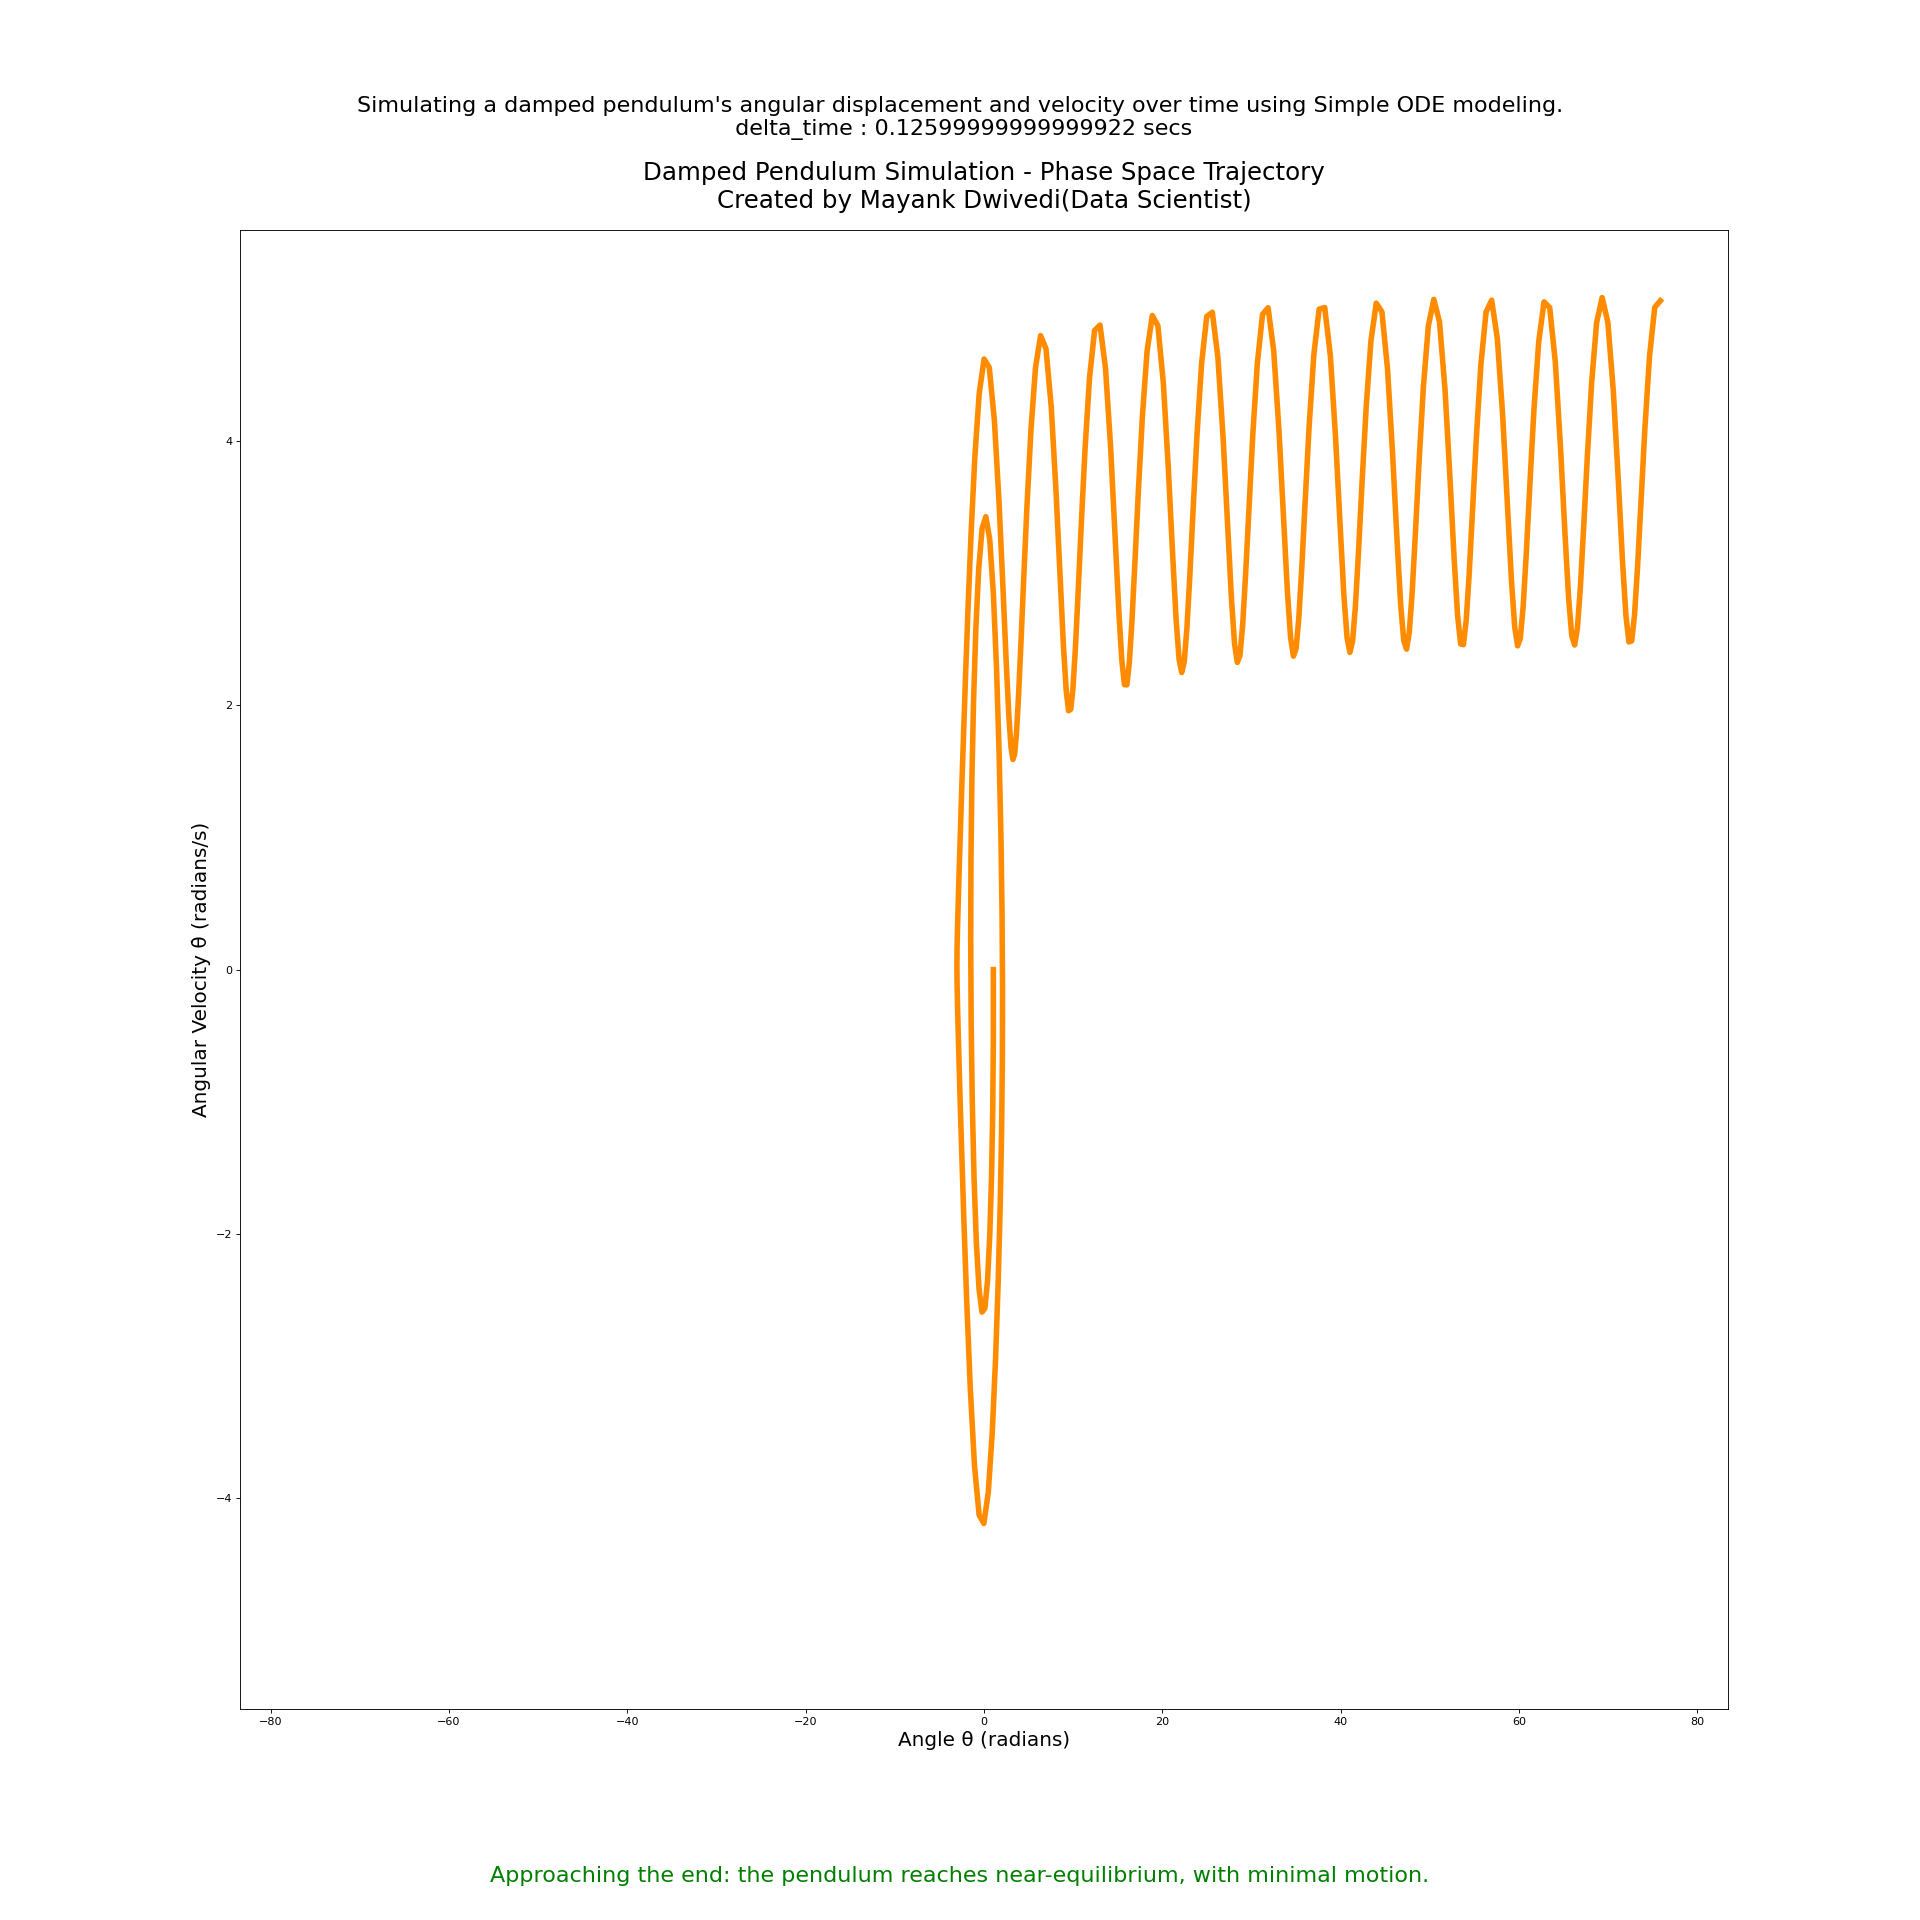 Simulating a damped pendulum's angular displacement and velocity over time using Simple ODE modeling.
delta_time : 0.12599999999999922 secs
Damped Pendulum Simulation - Phase Space Trajectory
Created by Mayank Dwivedi(Data Scientist)
4
2
0
−2
−4
Angular Velocity θ (radians/s)
−80 −60 −40 −20 0 20 40 60 80
Angle θ (radians)
Approaching the end: the pendulum reaches near-equilibrium, with minimal motion.